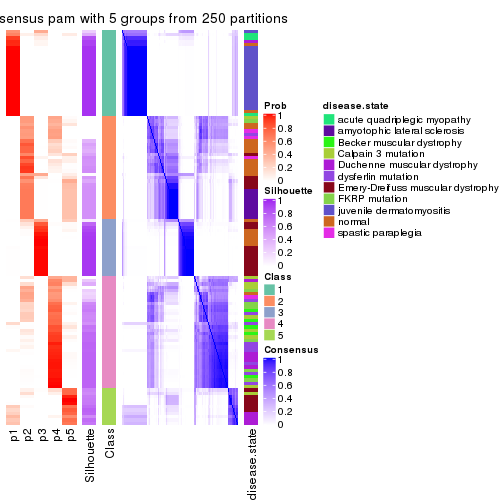 sensus pam with 5 groups from 250 partitions
Prob
1
0.8
0.6
0.4
0.2
0
Silhouette
1
0.8
0.6
0.4
0.2
0
Class
1
2
3
4
5
Consensus
1
0.8
0.6
0.4
0.2
0
disease.state
acute quadriplegic myopathy
amyotophic lateral sclerosis
Becker muscular dystrophy
Calpain 3 mutation
Duchenne muscular dystrophy
dysferlin mutation
Emery-Dreifuss muscular dystrophy
FKRP mutation
juvenile dermatomyositis
normal
spastic paraplegia
p1
p2
p3
p4
p5
Silhouette
Class
disease.state